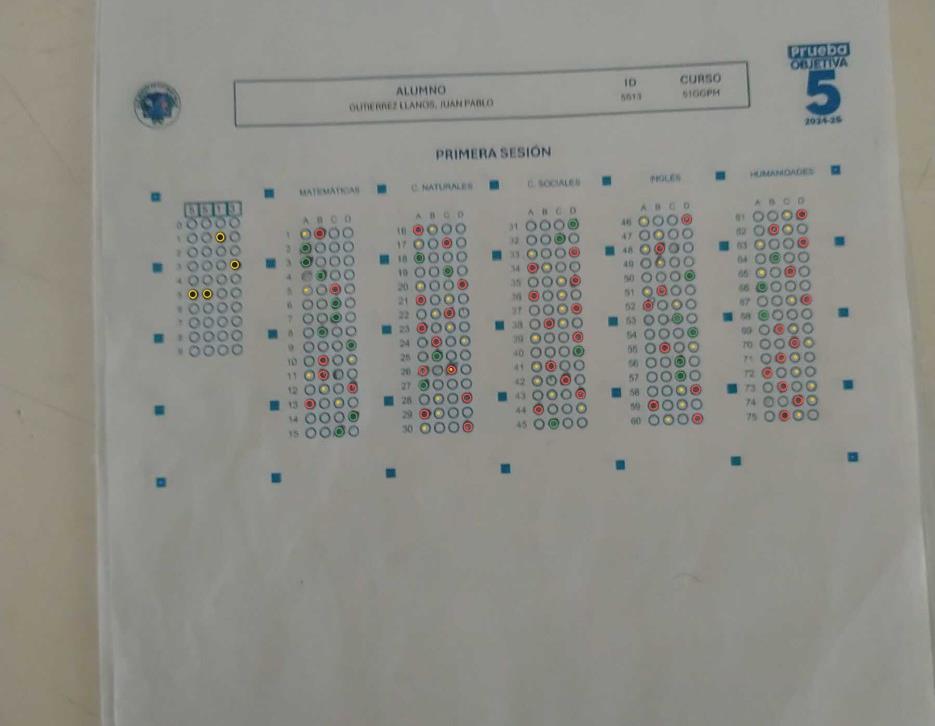 Prueba
OBJETIVA
5
2024-25
ALUMNO ID CURSO
GUTIERREZ LLANOS, JUAN PABLO 5513 51GGPM
PRIMERA SESIÓN
MATEMÁTICAS C. NATURALES C. SOCIALES INGLÉS HUMANIDADES
5 5 1 3
A B C D A B C D A B C D A B C D A B C D
0
1 1 16 31 46 61
2 2 17 32 47 62
3 3 18 33 48 63
4 4 19 34 49 64
5 5 20 35 50 65
6 6 21 36 51 66
7 7 22 37 52 67
8 8 23 38 53 68
9 9 24 39 54 69
10 25 40 55 70
11 26 41 56 71
12 27 42 57 72
13 28 43 58 73
14 29 44 59 74
15 30 45 60 75